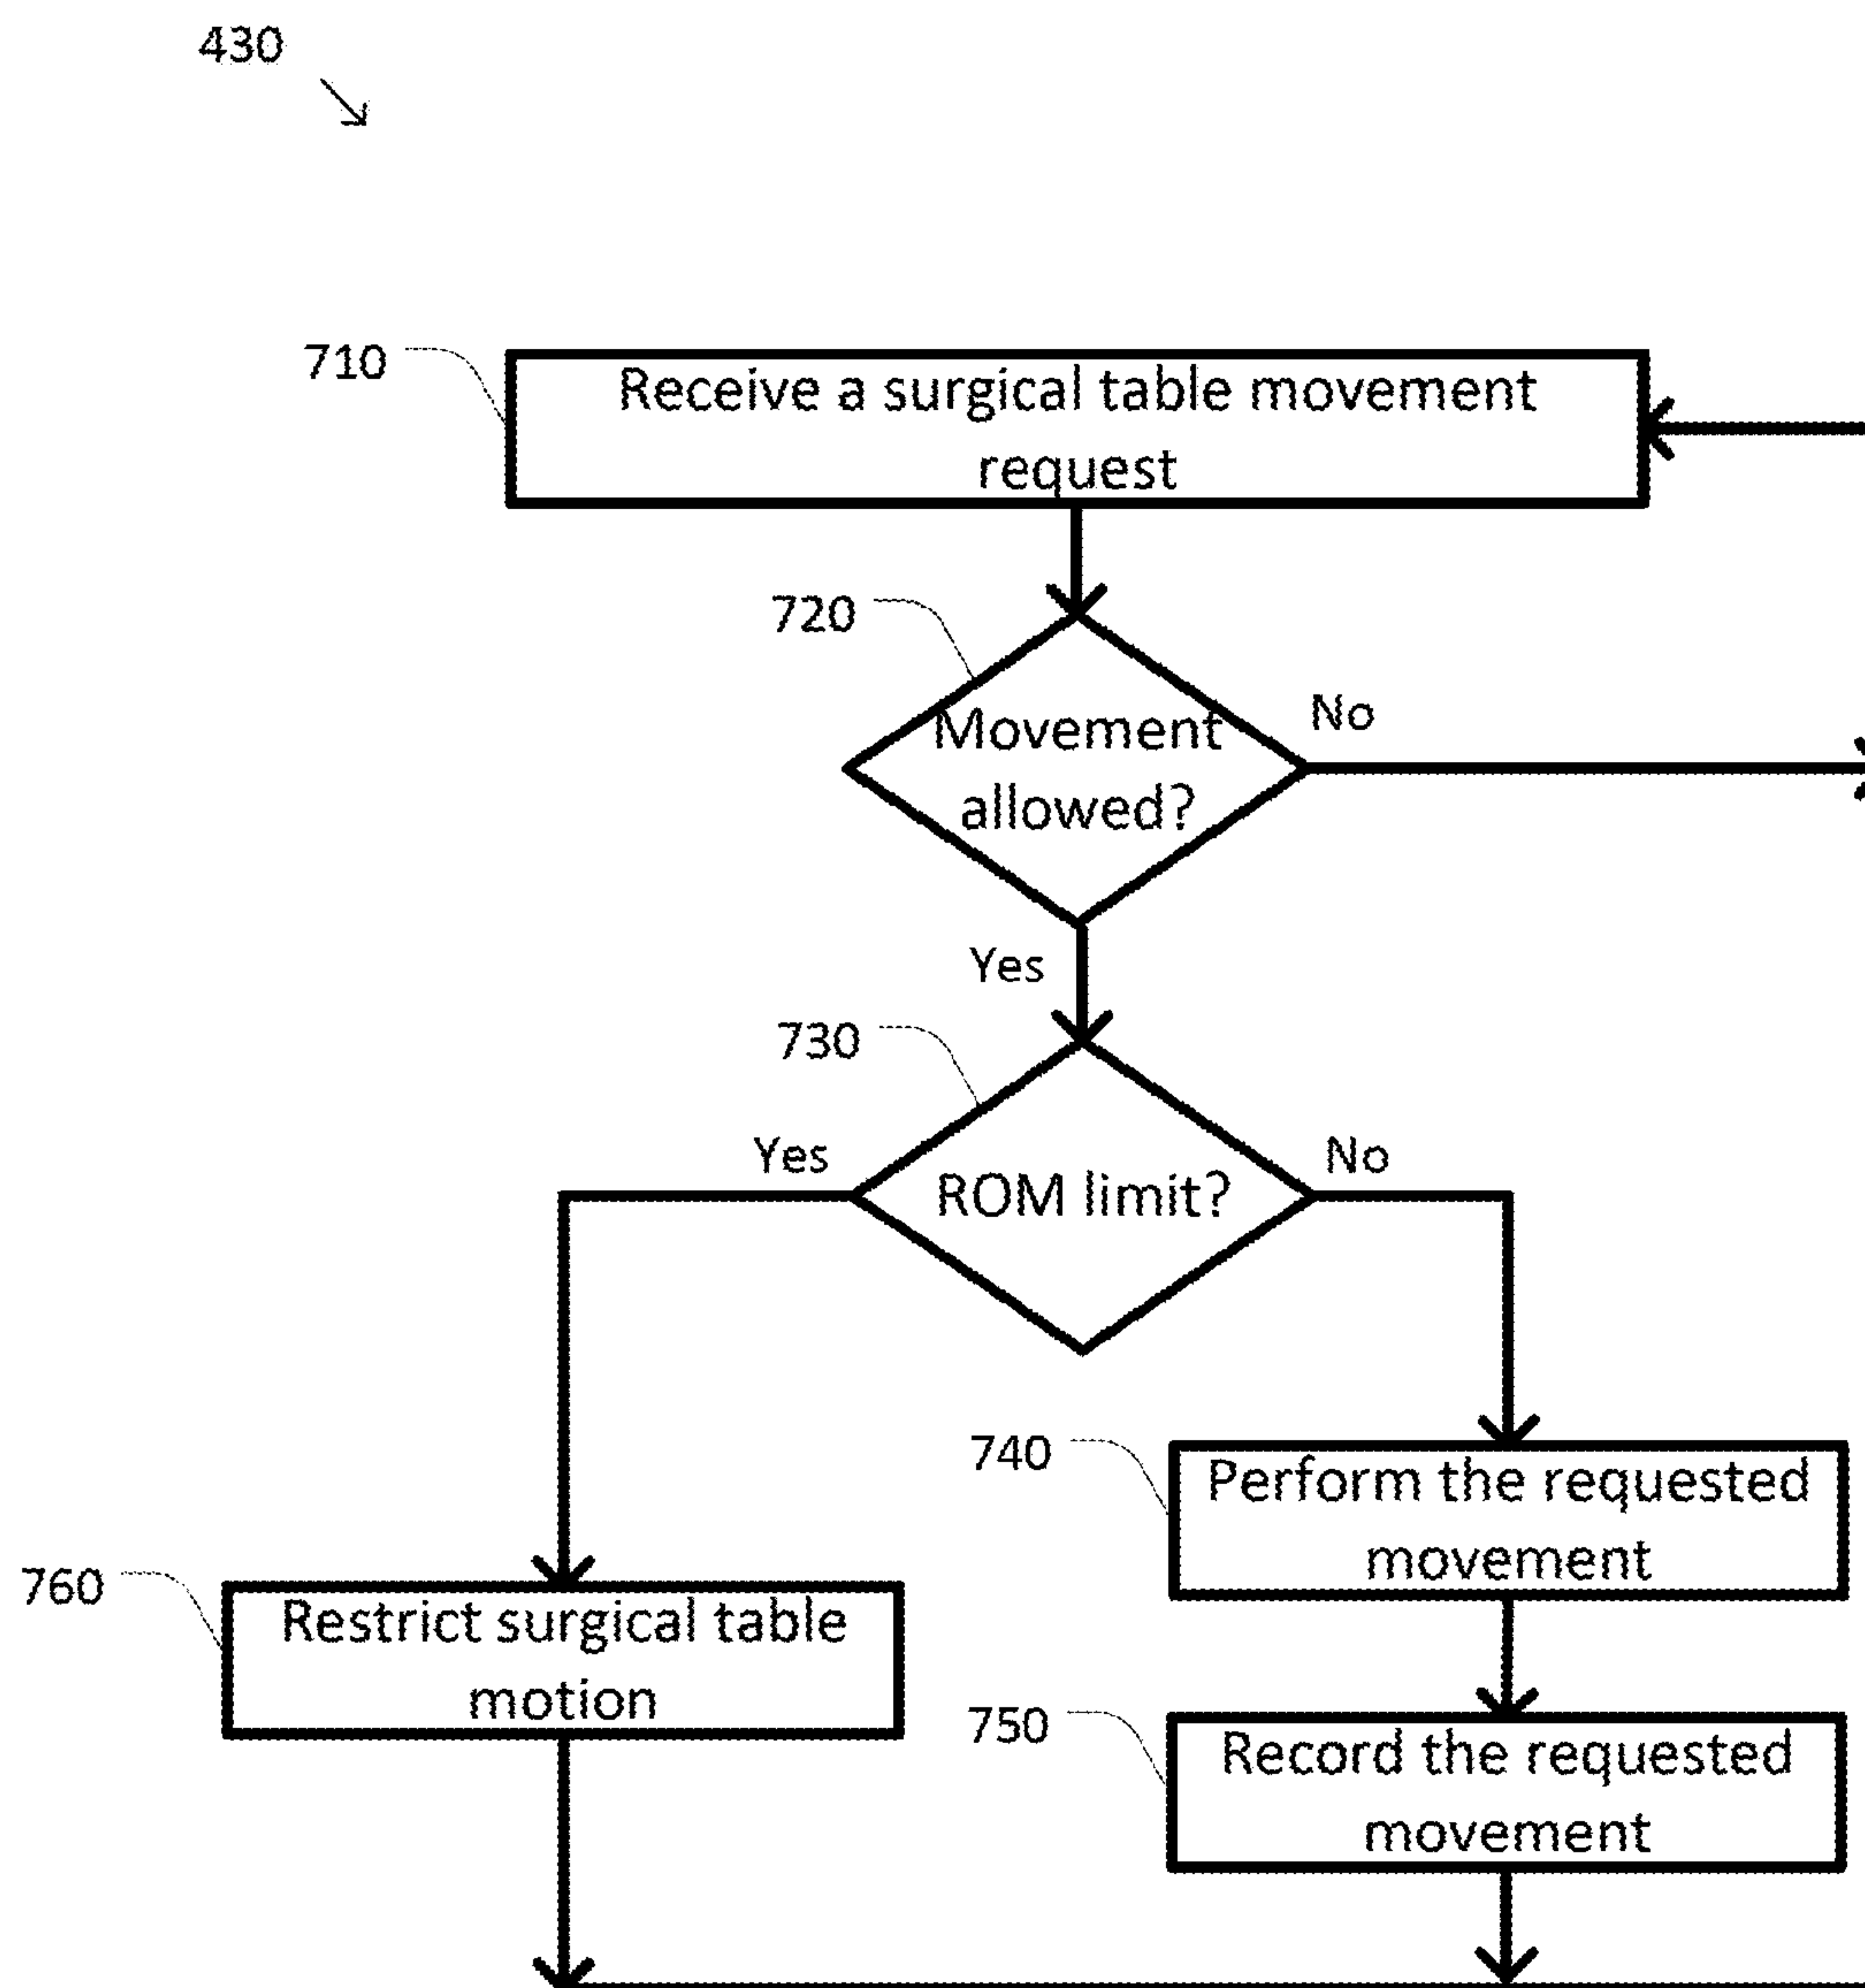 430
710
Receive a surgical table movement
request
720
Movement
allowed?
No
Yes
730
Yes
ROM limit?
No
740
Perform the requested
movement
760
Restrict surgical table
motion
750
Record the requested
movement